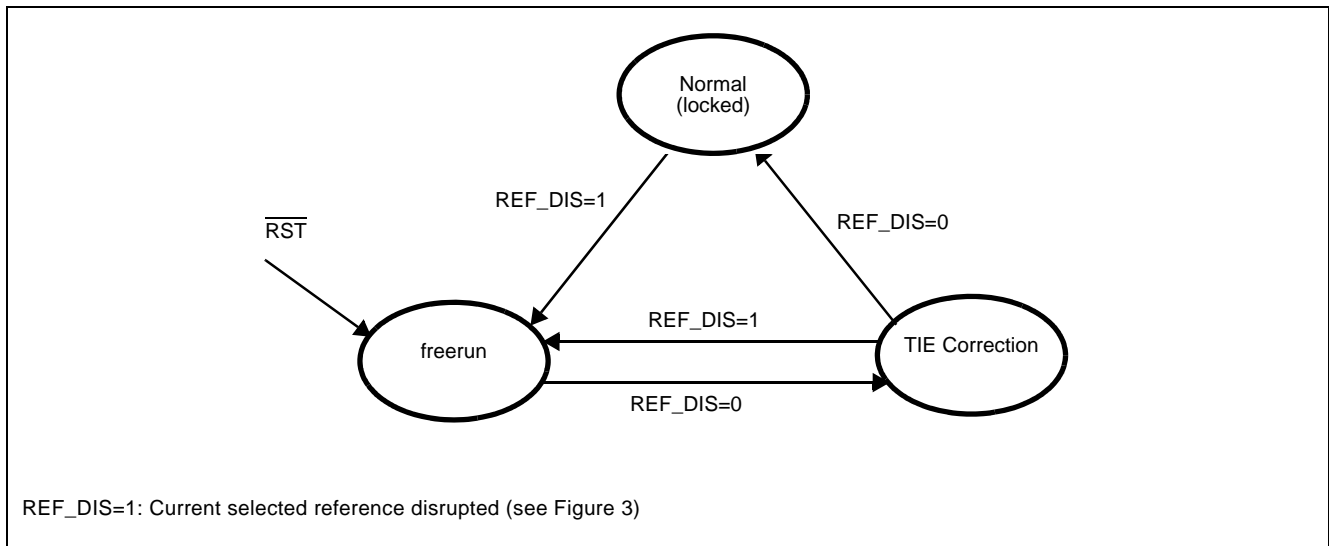 Normal
(locked)
REF_DIS=1
REF_DIS=0
R̅S̅T̅
REF_DIS=1
freerun
TIE Correction
REF_DIS=0
REF_DIS=1: Current selected reference disrupted (see Figure 3)